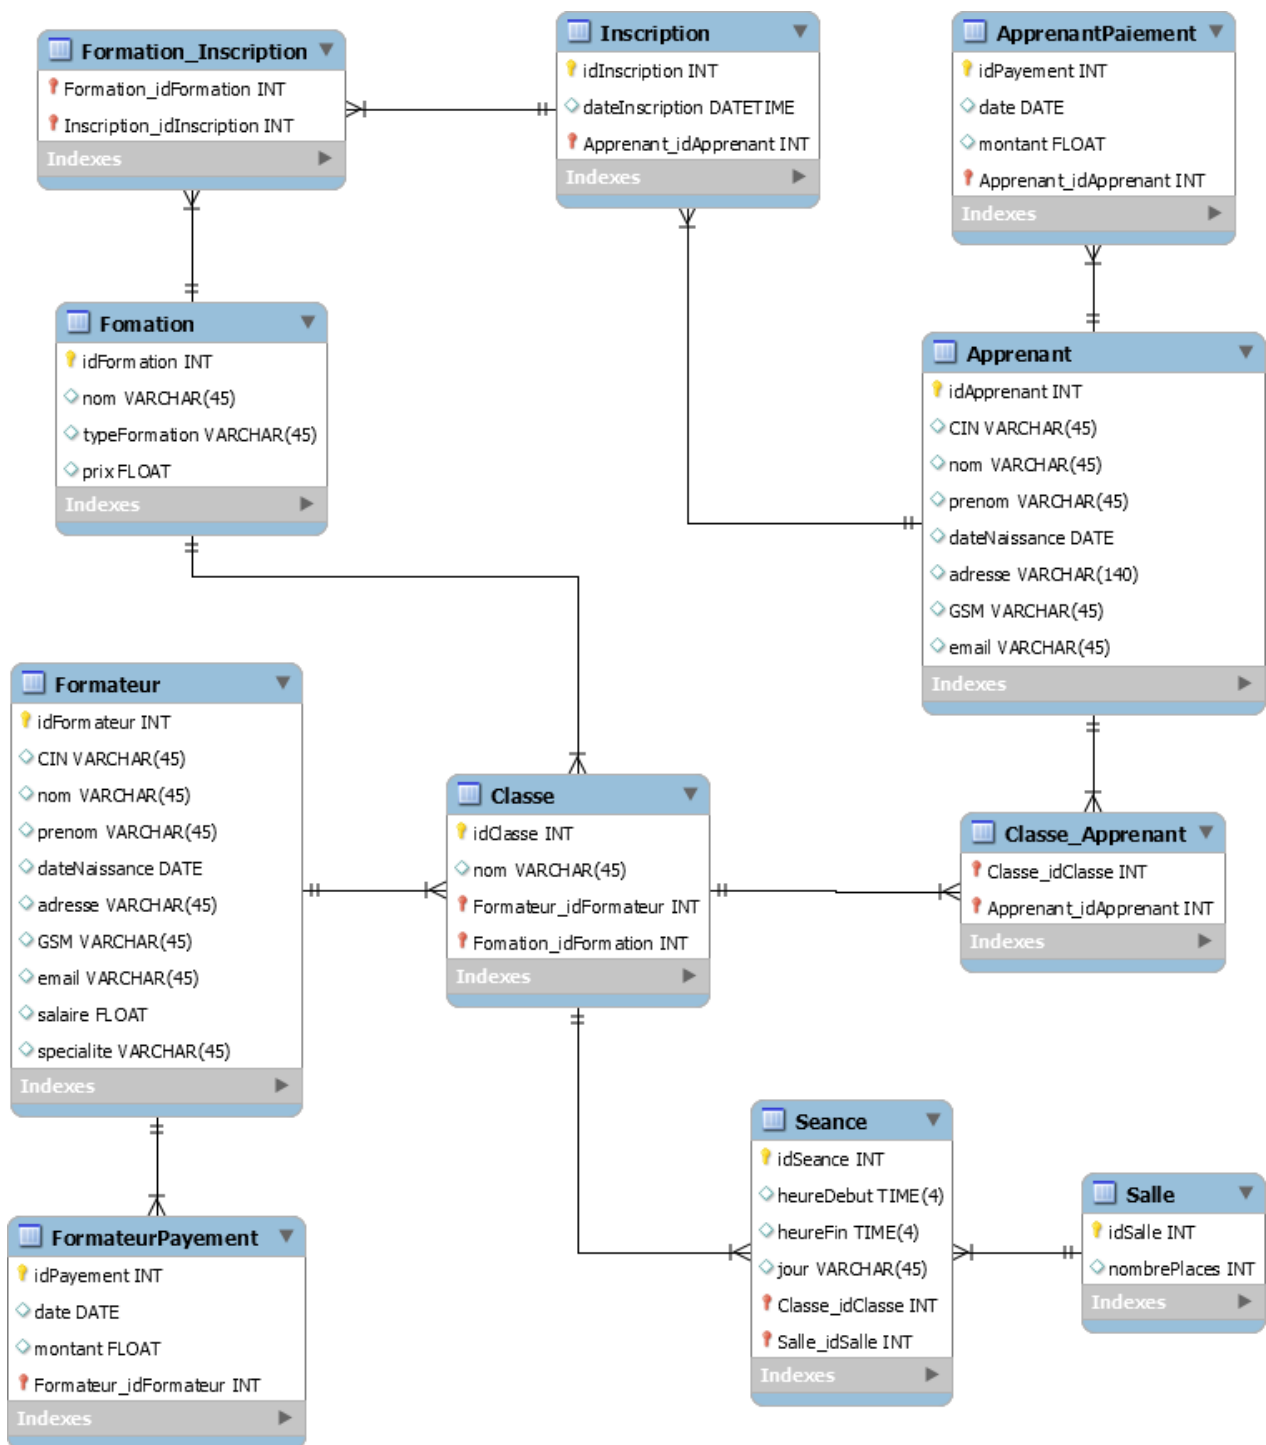 Formation_Inscription
Formation_idFormation INT
Inscription_idInscription INT
Indexes
Inscription
idInscription INT
dateInscription DATETIME
Apprenant_idApprenant INT
Indexes
ApprenantPaiement
idPayement INT
date DATE
montant FLOAT
Apprenant_idApprenant INT
Indexes
Fomation
idFormation INT
nom VARCHAR(45)
typeFormation VARCHAR(45)
prix FLOAT
Indexes
Apprenant
idApprenant INT
CIN VARCHAR(45)
nom VARCHAR(45)
prenom VARCHAR(45)
dateNaissance DATE
adresse VARCHAR(140)
GSM VARCHAR(45)
email VARCHAR(45)
Indexes
Formateur
idFormateur INT
CIN VARCHAR(45)
nom VARCHAR(45)
prenom VARCHAR(45)
dateNaissance DATE
adresse VARCHAR(45)
GSM VARCHAR(45)
email VARCHAR(45)
salaire FLOAT
specialite VARCHAR(45)
Indexes
Classe
idClasse INT
nom VARCHAR(45)
Formateur_idFormateur INT
Fomation_idFormation INT
Indexes
Classe_Apprenant
Classe_idClasse INT
Apprenant_idApprenant INT
Indexes
Seance
idSeance INT
heureDebut TIME(4)
heureFin TIME(4)
jour VARCHAR(45)
Classe_idClasse INT
Salle_idSalle INT
Indexes
Salle
idSalle INT
nombrePlaces INT
Indexes
FormateurPayement
idPayement INT
date DATE
montant FLOAT
Formateur_idFormateur INT
Indexes